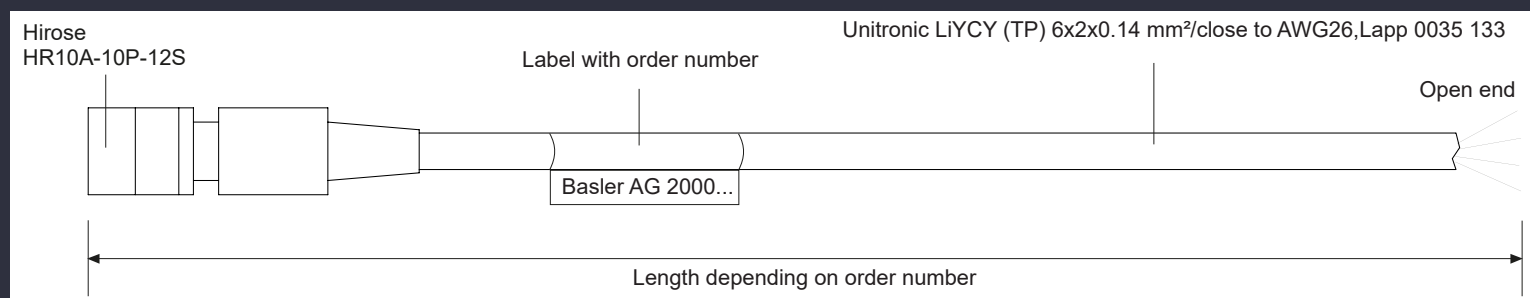 Hirose
HR10A-10P-12S
Unitronic LiYCY (TP) 6x2x0.14 mm²/close to AWG26,Lapp 0035 133
Label with order number
Open end
Basler AG 2000...
Length depending on order number